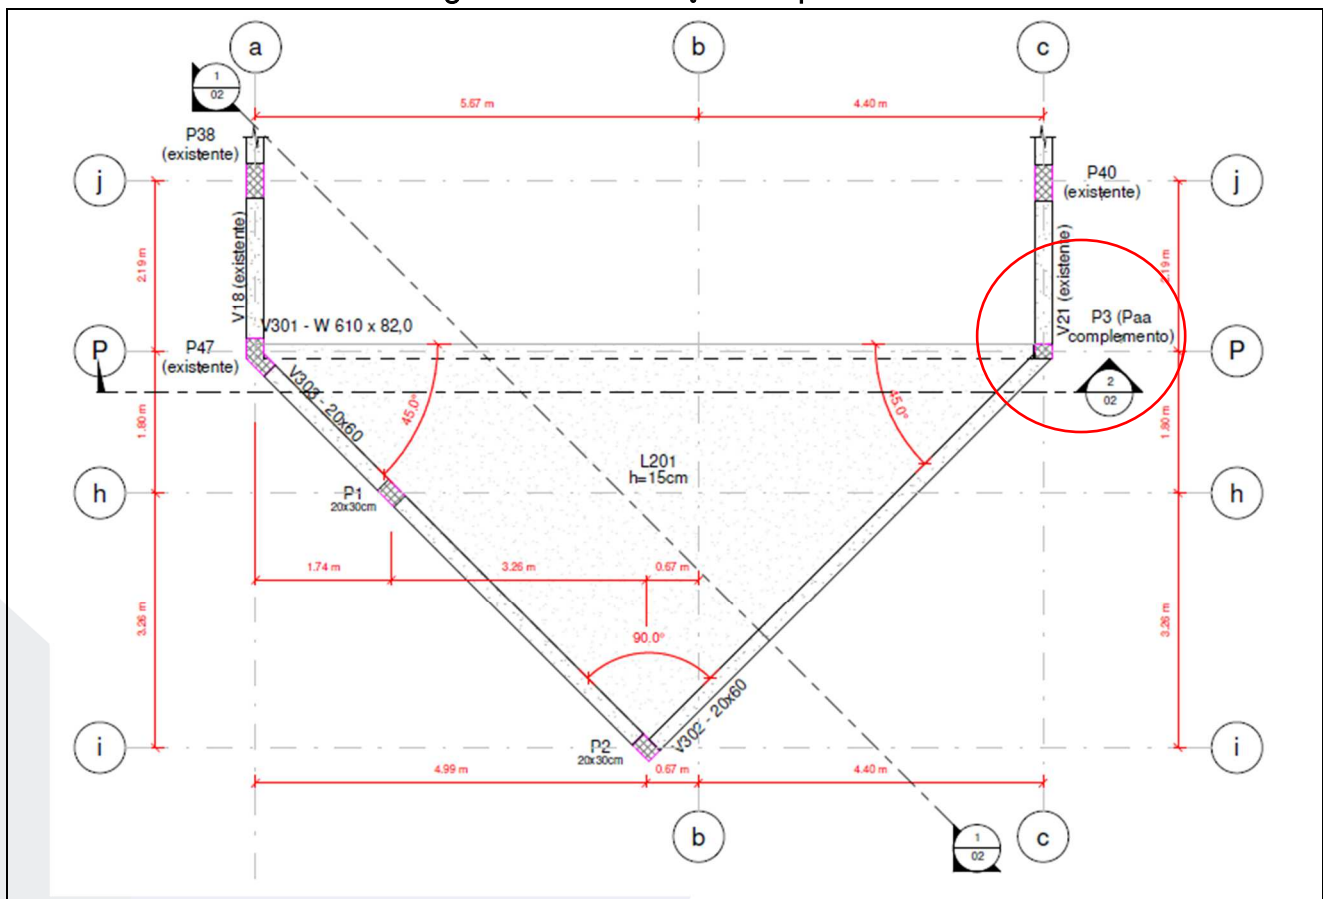 a
b
c
1
02
5.67 m
4.40 m
P38
(existente)
j
P40
(existente)
j
2.19 m
V18 (existente)
V21 (existente)
2.19 m
V301 - W 610 x 82,0
P3 (Paa
complemento)
P
P47
(existente)
P
V303 - 20x60
45.0°
45.0°
2
02
1.80 m
1.80 m
L201
h=15cm
h
P1
20x30cm
h
1.74 m
3.26 m
0.67 m
3.26 m
3.26 m
90.0°
V302 - 20x60
i
P2
20x30cm
i
4.99 m
0.67 m
4.40 m
b
c
1
02